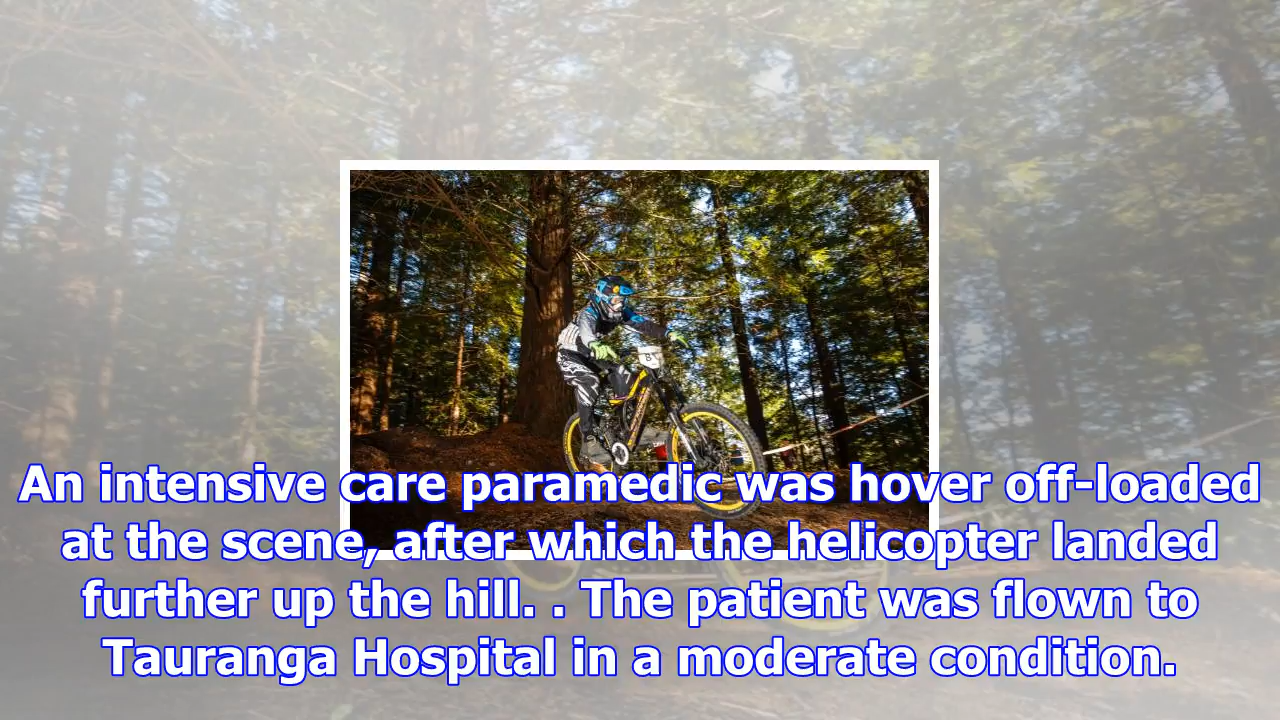 An intensive care paramedic was hover off-loaded
at the scene, after which the helicopter landed
further up the hill. . The patient was flown to
Tauranga Hospital in a moderate condition.